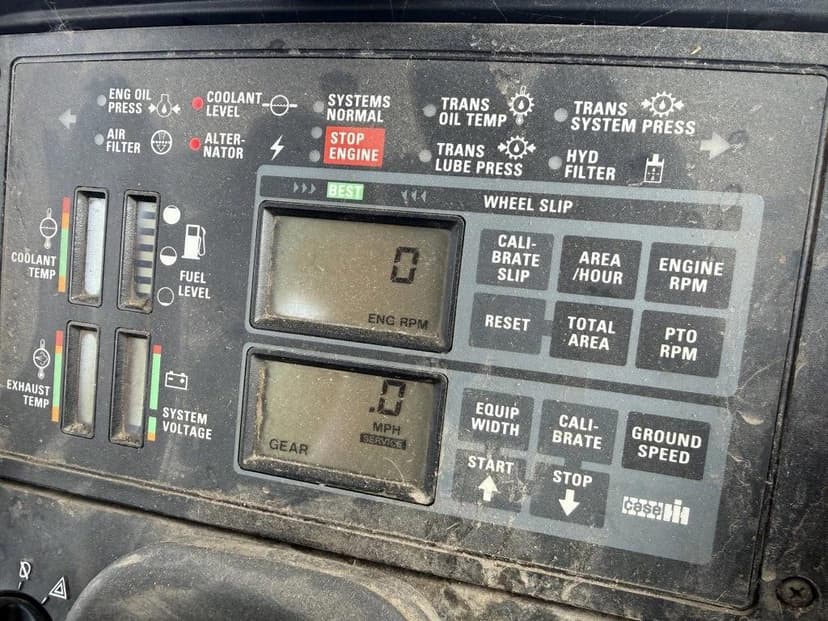 ENG OIL
PRESS
COOLANT
LEVEL
SYSTEMS
NORMAL
TRANS
OIL TEMP
TRANS
SYSTEM PRESS
AIR
FILTER
ALTER-
NATOR
STOP
ENGINE
TRANS
LUBE PRESS
HYD
FILTER
BEST
WHEEL SLIP
COOLANT
TEMP
FUEL
LEVEL
0
ENG RPM
CALI-
BRATE
SLIP
AREA
/HOUR
ENGINE
RPM
RESET
TOTAL
AREA
PTO
RPM
EXHAUST
TEMP
SYSTEM
VOLTAGE
.0
MPH
SERVICE
GEAR
EQUIP
WIDTH
CALI-
BRATE
GROUND
SPEED
START
STOP
case IH